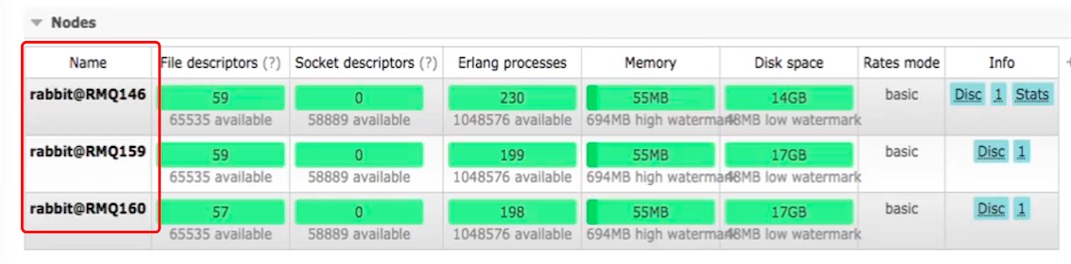 Nodes
Name File descriptors (?) Socket descriptors (?) Erlang processes Memory Disk space Rates mode Info +
rabbit@RMQ146 59 0 230 55MB 14GB basic Disc 1 Stats
65535 available 58889 available 1048576 available 694MB high watermark 48MB low watermark
rabbit@RMQ159 59 0 199 55MB 17GB basic Disc 1
65535 available 58889 available 1048576 available 694MB high watermark 48MB low watermark
rabbit@RMQ160 57 0 198 55MB 17GB basic Disc 1
65535 available 58889 available 1048576 available 694MB high watermark 48MB low watermark